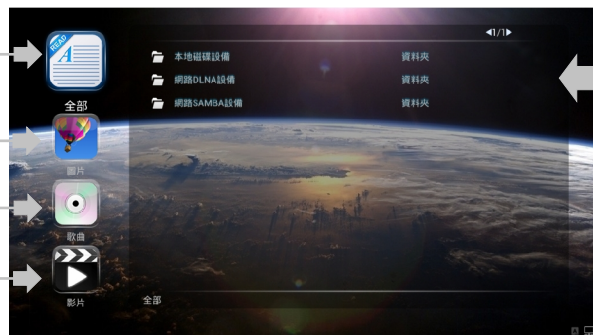 ◀1/1▶
READ
A
本地磁碟設備 資料夾
網路DLNA設備 資料夾
網路SAMBA設備 資料夾
全部
圖片
歌曲
影片
全部